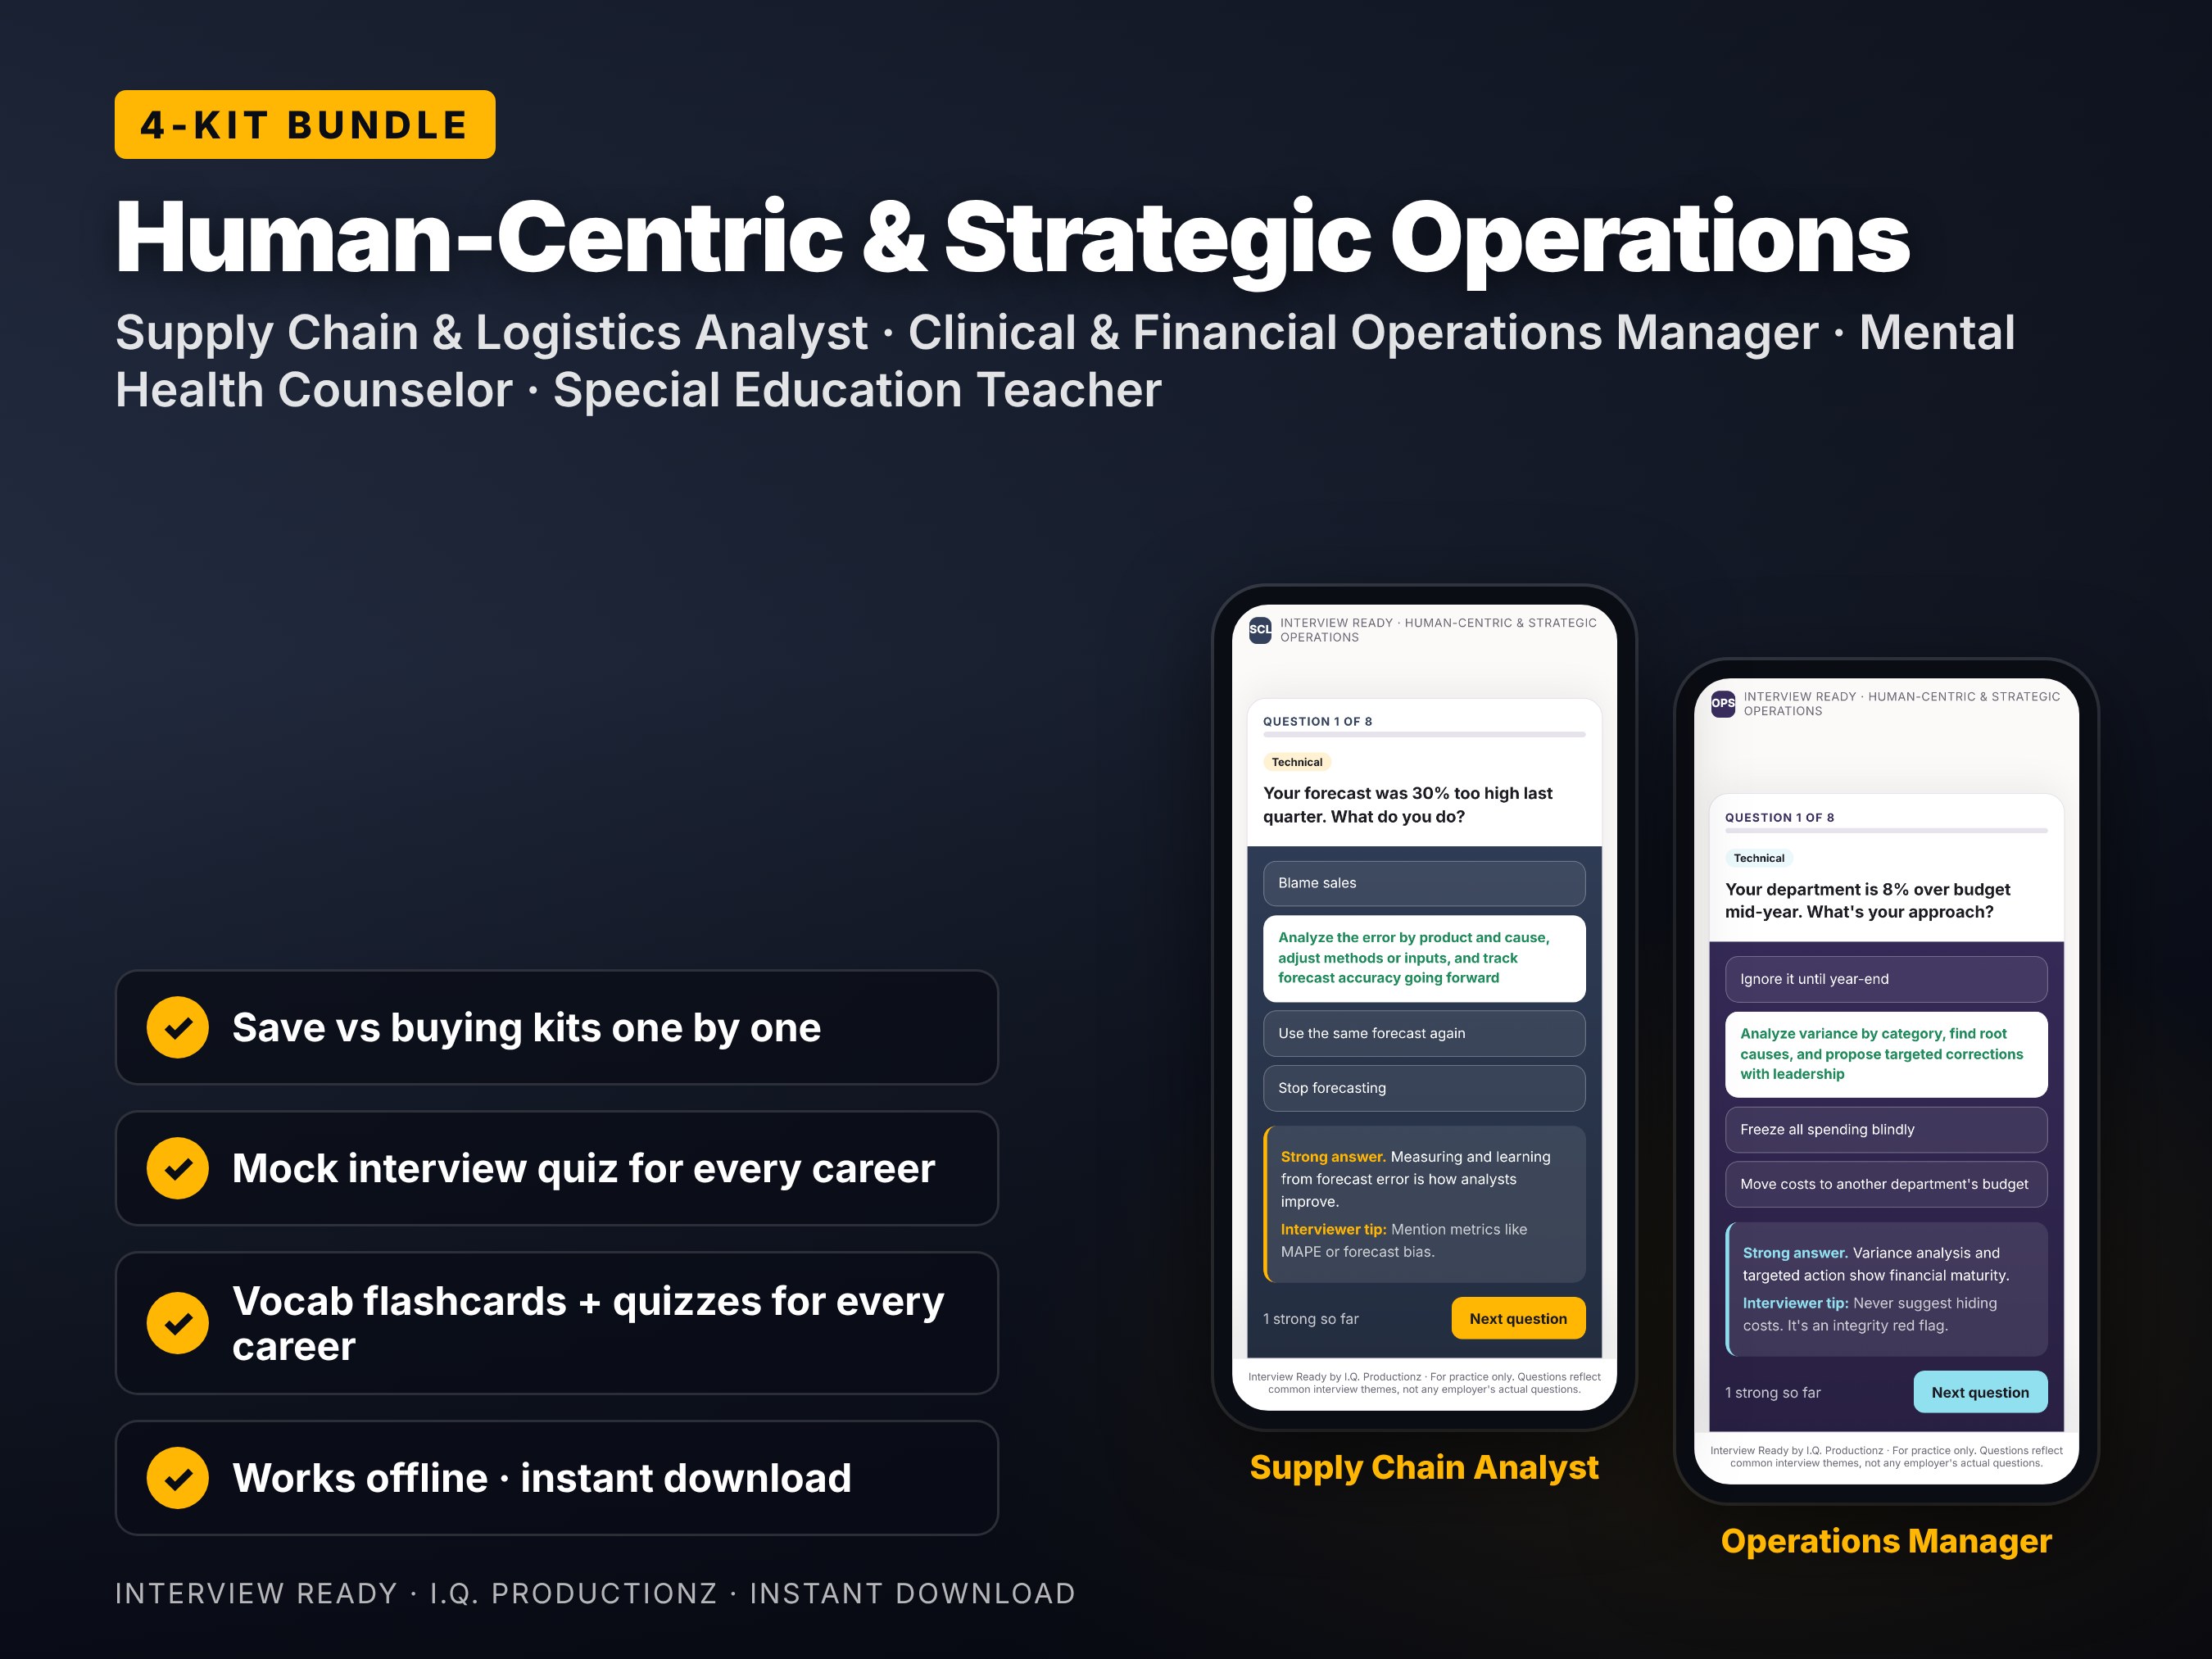 4-KIT BUNDLE
Human-Centric & Strategic Operations
Supply Chain & Logistics Analyst · Clinical & Financial Operations Manager · Mental
Health Counselor · Special Education Teacher
Save vs buying kits one by one
Mock interview quiz for every career
Vocab flashcards + quizzes for every
career
Works offline · instant download
SCL
INTERVIEW READY · HUMAN-CENTRIC & STRATEGIC
OPERATIONS
QUESTION 1 OF 8
Technical
Your forecast was 30% too high last
quarter. What do you do?
Blame sales
Analyze the error by product and cause,
adjust methods or inputs, and track
forecast accuracy going forward
Use the same forecast again
Stop forecasting
Strong answer. Measuring and learning
from forecast error is how analysts
improve.
Interviewer tip: Mention metrics like
MAPE or forecast bias.
1 strong so far
Next question
Interview Ready by I.Q. Productionz · For practice only. Questions reflect
common interview themes, not any employer's actual questions.
Supply Chain Analyst
OPS
INTERVIEW READY · HUMAN-CENTRIC & STRATEGIC
OPERATIONS
QUESTION 1 OF 8
Technical
Your department is 8% over budget
mid-year. What's your approach?
Ignore it until year-end
Analyze variance by category, find root
causes, and propose targeted corrections
with leadership
Freeze all spending blindly
Move costs to another department's budget
Strong answer. Variance analysis and
targeted action show financial maturity.
Interviewer tip: Never suggest hiding
costs. It's an integrity red flag.
1 strong so far
Next question
Interview Ready by I.Q. Productionz · For practice only. Questions reflect
common interview themes, not any employer's actual questions.
Operations Manager
INTERVIEW READY · I.Q. PRODUCTIONZ · INSTANT DOWNLOAD